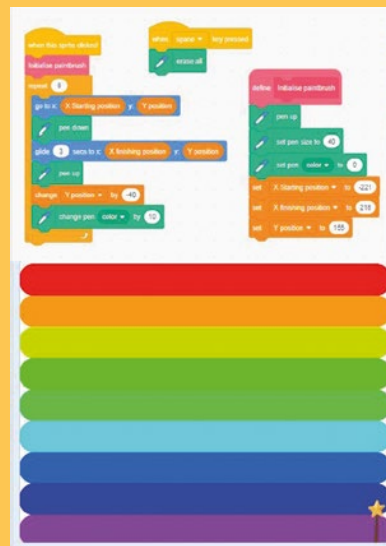 when this sprite clicked
Initialise paintbrush
repeat
go to x: X Starting position y: Y position
pen down
glide 3 secs to x: X finishing position y: Y position
pen up
change Y position by -40
change pen color by 10
when space key pressed
erase all
define Initialise paintbrush
pen up
set pen size to 40
set pen color to 0
set X Starting position to -221
set X finishing position to 218
set Y position to 155